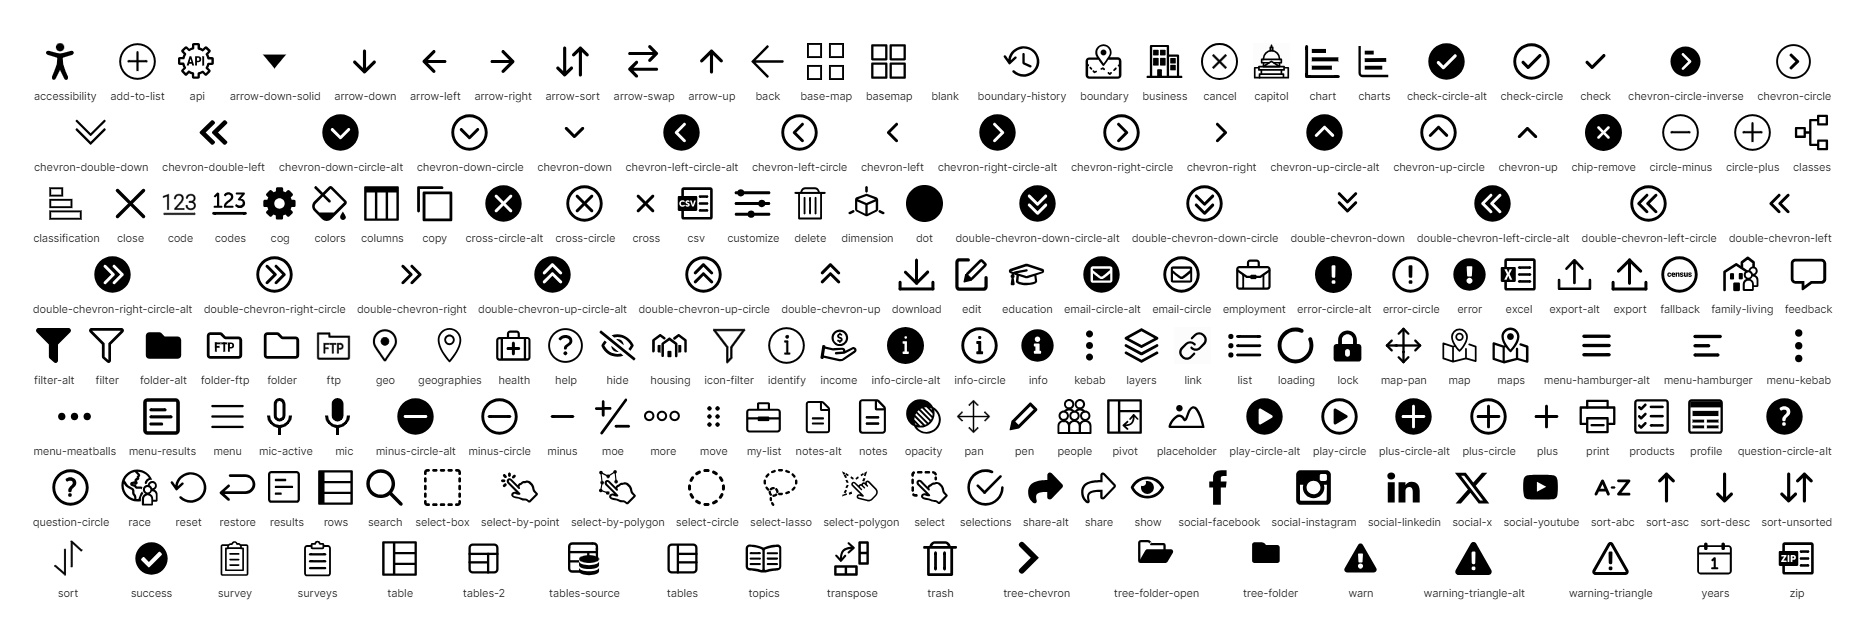 API
accessibility add-to-list api arrow-down-solid arrow-down arrow-left arrow-right arrow-sort arrow-swap arrow-up back base-map basemap blank boundary-history boundary business cancel capitol chart charts check-circle-alt check-circle check chevron-circle-inverse chevron-circle
chevron-double-down chevron-double-left chevron-down-circle-alt chevron-down-circle chevron-down chevron-left-circle-alt chevron-left-circle chevron-left chevron-right-circle-alt chevron-right-circle chevron-right chevron-up-circle-alt chevron-up-circle chevron-up chip-remove circle-minus circle-plus classes
123 123 CSV
classification close code codes cog colors columns copy cross-circle-alt cross-circle cross csv customize delete dimension dot double-chevron-down-circle-alt double-chevron-down-circle double-chevron-down double-chevron-left-circle-alt double-chevron-left-circle double-chevron-left
X census
double-chevron-right-circle-alt double-chevron-right-circle double-chevron-right double-chevron-up-circle-alt double-chevron-up-circle double-chevron-up download edit education email-circle-alt email-circle employment error-circle-alt error-circle error excel export-alt export fallback family-living feedback
FTP FTP
filter-alt filter folder-alt folder-ftp folder ftp geo geographies health help hide housing icon-filter identify income info-circle-alt info-circle info kebab layers link list loading lock map-pan map maps menu-hamburger-alt menu-hamburger menu-kebab
menu-meatballs menu-results menu mic-active mic minus-circle-alt minus-circle minus moe more move my-list notes-alt notes opacity pan pen people pivot placeholder play-circle-alt play-circle plus-circle-alt plus-circle plus print products profile question-circle-alt
in A-Z
question-circle race reset restore results rows search select-box select-by-point select-by-polygon select-circle select-lasso select-polygon select selections share-alt share show social-facebook social-instagram social-linkedin social-x social-youtube sort-abc sort-asc sort-desc sort-unsorted
1 ZIP
sort success survey surveys table tables-2 tables-source tables topics transpose trash tree-chevron tree-folder-open tree-folder warn warning-triangle-alt warning-triangle years zip